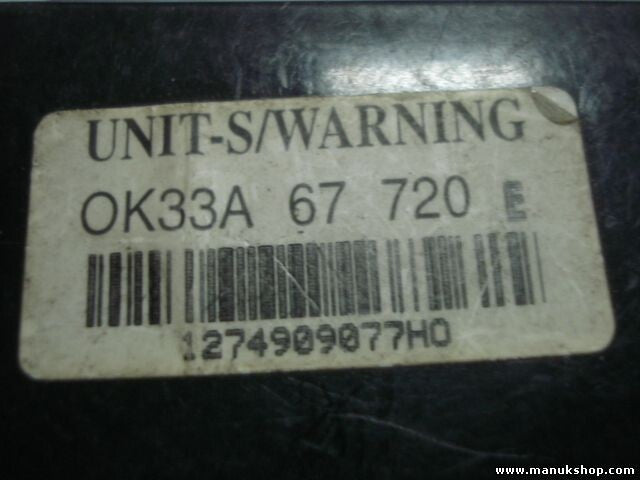 UNIT-S/WARNING
OK33A 67 720 E
1274909077HO
www.manukshop.com